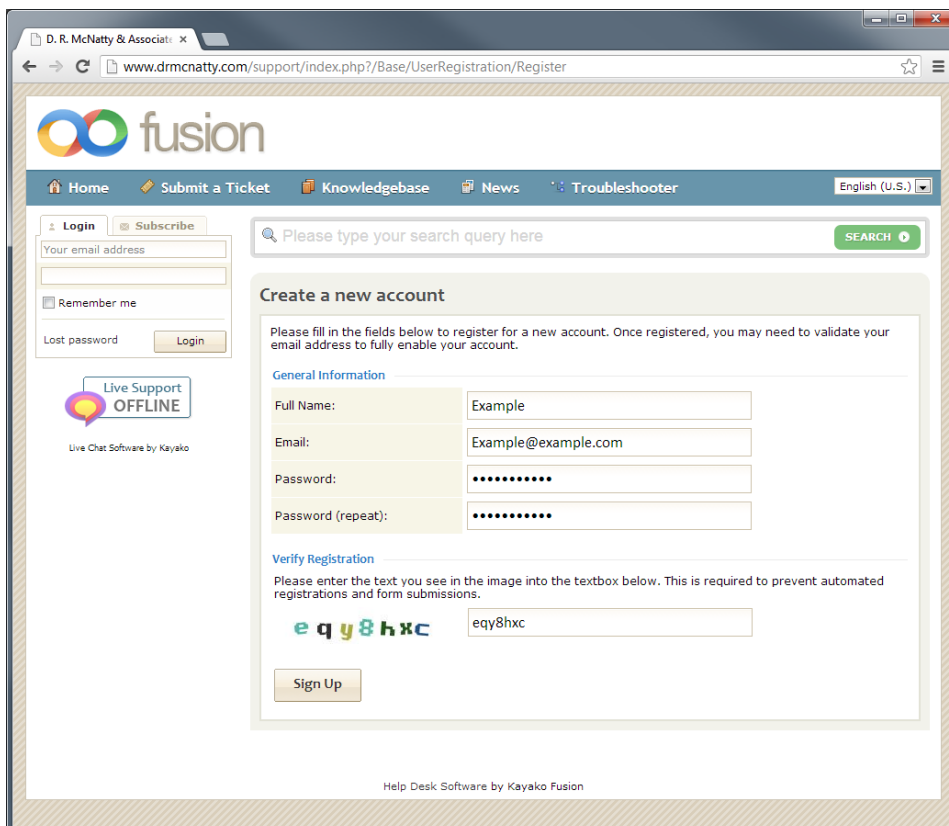 D. R. McNatty & Associate
www.drmcnatty.com/support/index.php?/Base/UserRegistration/Register
fusion
Home Submit a Ticket Knowledgebase News Troubleshooter English (U.S.)
Login Subscribe
Your email address
Remember me
Lost password Login
Live Support
OFFLINE
Live Chat Software by Kayako
Please type your search query here SEARCH
Create a new account
Please fill in the fields below to register for a new account. Once registered, you may need to validate your
email address to fully enable your account.
General Information
Full Name: Example
Email: Example@example.com
Password: •••••••••••
Password (repeat): •••••••••••
Verify Registration
Please enter the text you see in the image into the textbox below. This is required to prevent automated
registrations and form submissions.
eqy8hxc eqy8hxc
Sign Up
Help Desk Software by Kayako Fusion